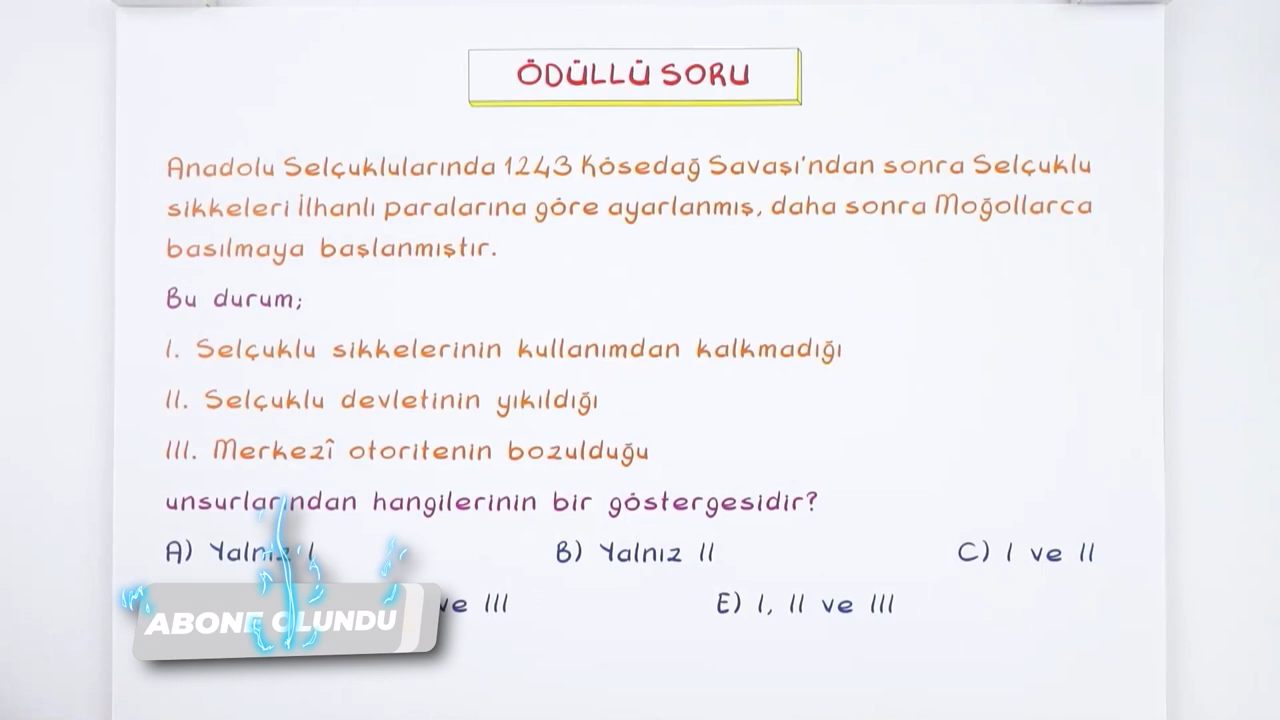 ÖDÜLLÜ SORU
Anadolu Selçuklularında 1243 Kösedağ Savaşı'ndan sonra Selçuklu
sikkeleri İlhanlı paralarına göre ayarlanmış, daha sonra Moğollarca
basılmaya başlanmıştır.
Bu durum;
I. Selçuklu sikkelerinin kullanımdan kalkmadığı
II. Selçuklu devletinin yıkıldığı
III. Merkezî otoritenin bozulduğu
unsurlarından hangilerinin bir göstergesidir?
A) Yalnız I B) Yalnız II C) I ve II
ve III E) I, II ve III
ABONE OLUNDU